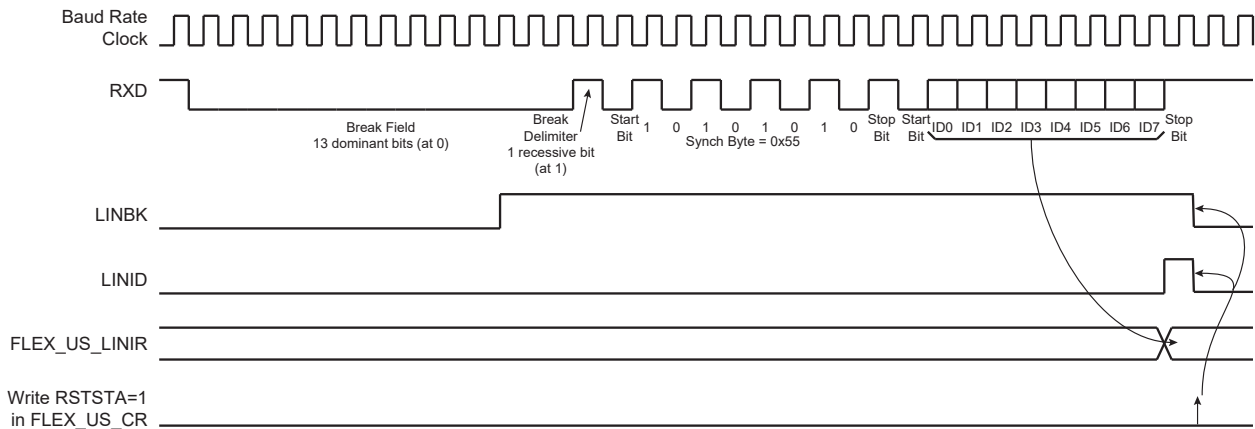 Baud Rate
Clock
RXD
Break Field
13 dominant bits (at 0)
Break
Delimiter
1 recessive bit
(at 1)
Start
Bit
1 0 1 0 1 0 1 0
Synch Byte = 0x55
Stop
Bit
Start
Bit
ID0 ID1 ID2 ID3 ID4 ID5 ID6 ID7
Stop
Bit
LINBK
LINID
FLEX_US_LINIR
Write RSTSTA=1
in FLEX_US_CR